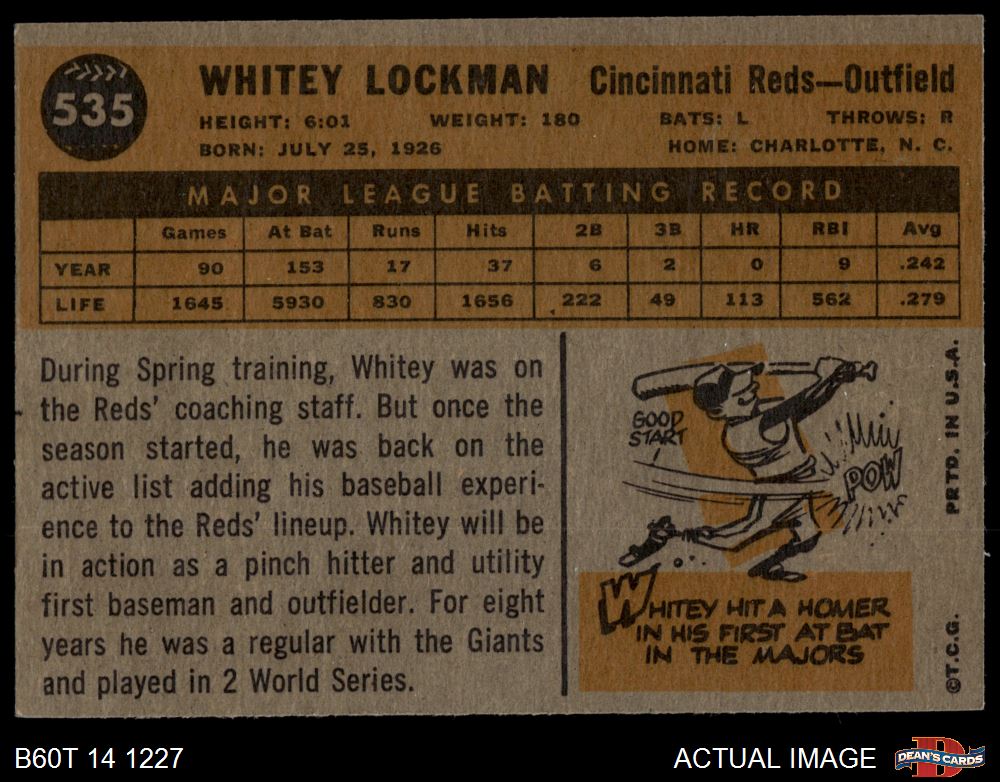 535
WHITEY LOCKMAN Cincinnati Reds—Outfield
HEIGHT: 6:01 WEIGHT: 180 BATS: L THROWS: R
BORN: JULY 25, 1926 HOME: CHARLOTTE, N. C.
MAJOR LEAGUE BATTING RECORD
Games At Bat Runs Hits 2B 3B HR RBI Avg
YEAR 90 153 17 37 6 2 0 9 .242
LIFE 1645 5930 830 1656 222 49 113 562 .279
During Spring training, Whitey was on
the Reds' coaching staff. But once the
season started, he was back on the
active list adding his baseball experi-
ence to the Reds' lineup. Whitey will be
in action as a pinch hitter and utility
first baseman and outfielder. For eight
years he was a regular with the Giants
and played in 2 World Series.
GOOD
START
POW
WHITEY HIT A HOMER
IN HIS FIRST AT BAT
IN THE MAJORS
©T.C.G. PRTD. IN U.S.A.
B60T 14 1227 ACTUAL IMAGE
D
DEAN'S CARDS